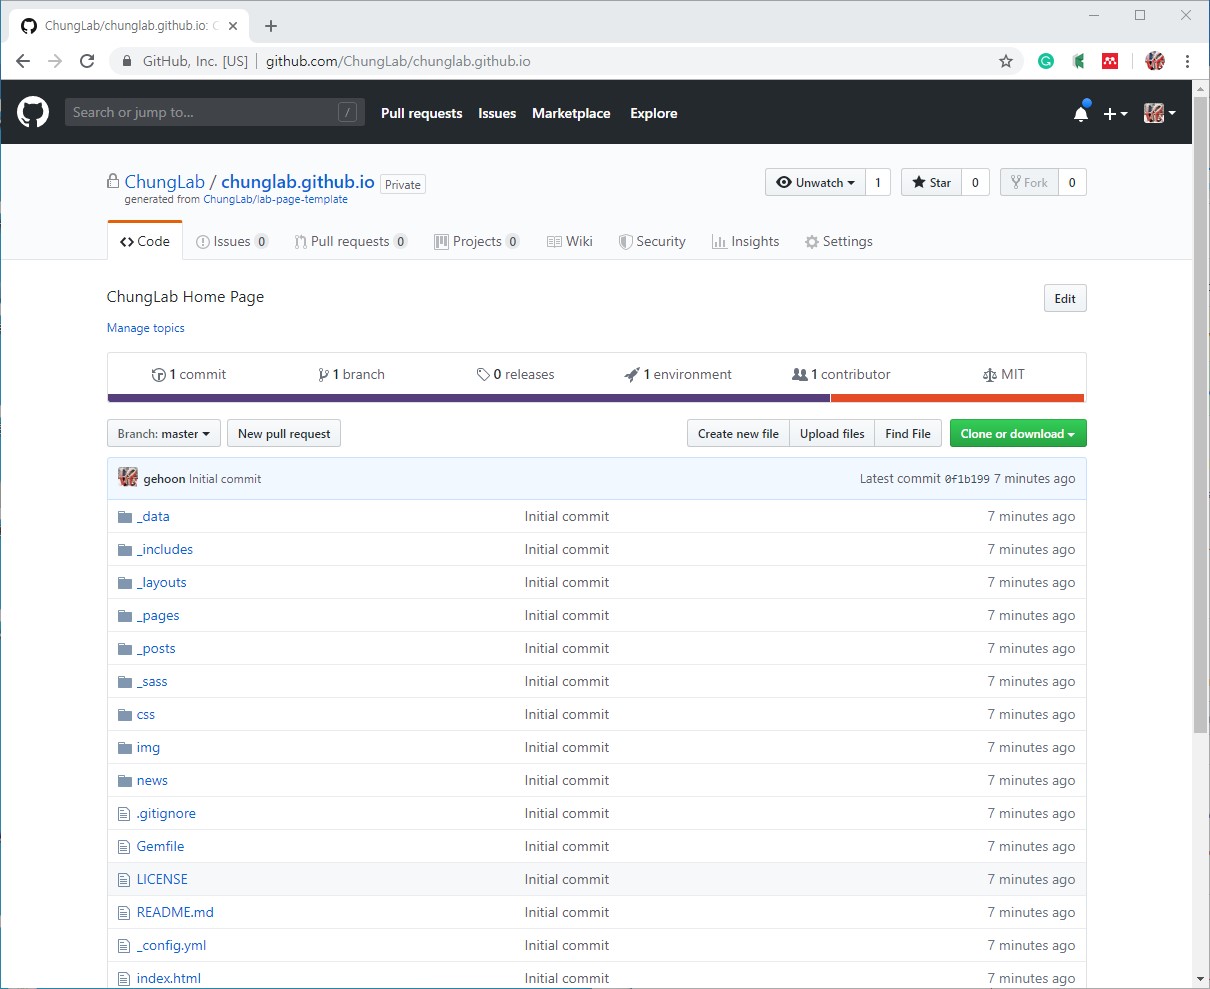 ChungLab/chunglab.github.io: C
GitHub, Inc. [US] github.com/ChungLab/chunglab.github.io
Search or jump to... / Pull requests Issues Marketplace Explore
ChungLab / chunglab.github.io Private Unwatch 1 Star 0 Fork 0
generated from ChungLab/lab-page-template
Code Issues 0 Pull requests 0 Projects 0 Wiki Security Insights Settings
ChungLab Home Page Edit
Manage topics
1 commit 1 branch 0 releases 1 environment 1 contributor MIT
Branch: master New pull request Create new file Upload files Find File Clone or download
gehoon Initial commit Latest commit 0f1b199 7 minutes ago
_data Initial commit 7 minutes ago
_includes Initial commit 7 minutes ago
_layouts Initial commit 7 minutes ago
_pages Initial commit 7 minutes ago
_posts Initial commit 7 minutes ago
_sass Initial commit 7 minutes ago
css Initial commit 7 minutes ago
img Initial commit 7 minutes ago
news Initial commit 7 minutes ago
.gitignore Initial commit 7 minutes ago
Gemfile Initial commit 7 minutes ago
LICENSE Initial commit 7 minutes ago
README.md Initial commit 7 minutes ago
_config.yml Initial commit 7 minutes ago
index.html Initial commit 7 minutes ago